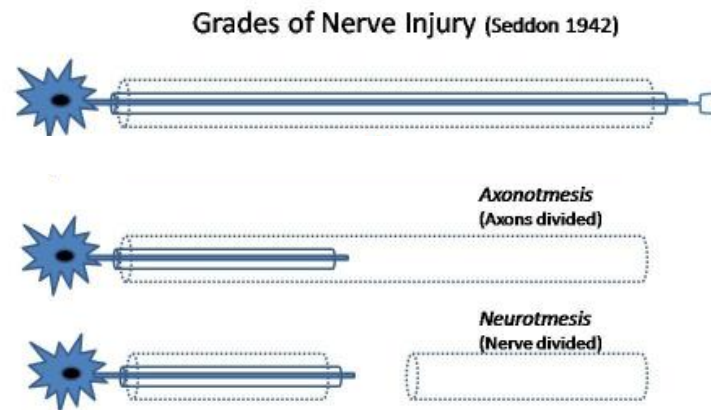 Grades of Nerve Injury (Seddon 1942)
Axonotmesis
(Axons divided)
Neurotmesis
(Nerve divided)